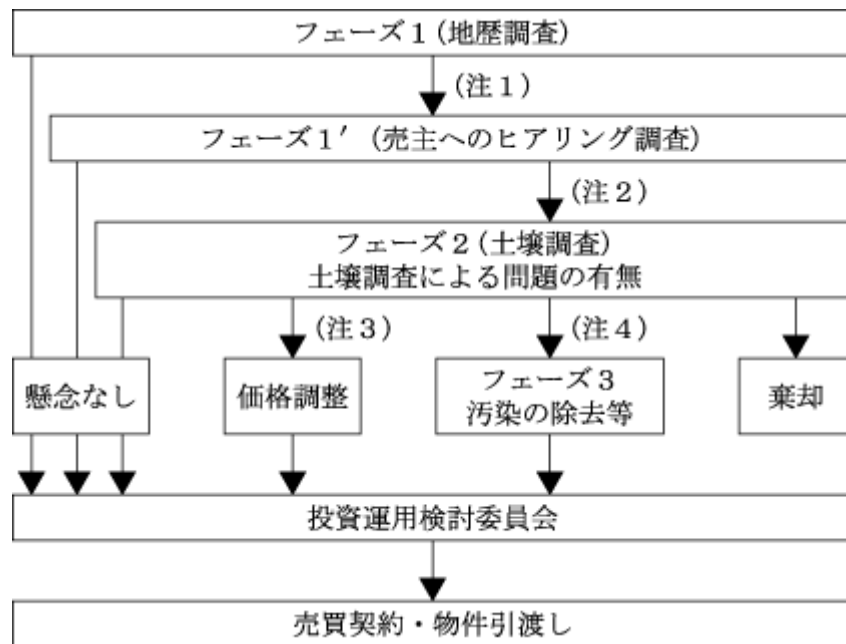 フェーズ1(地歴調査)
(注1)
フェーズ1′(売主へのヒアリング調査)
(注2)
フェーズ2(土壌調査)
土壌調査による問題の有無
(注3)
(注4)
懸念なし
価格調整
フェーズ3
汚染の除去等
棄却
投資運用検討委員会
売買契約・物件引渡し